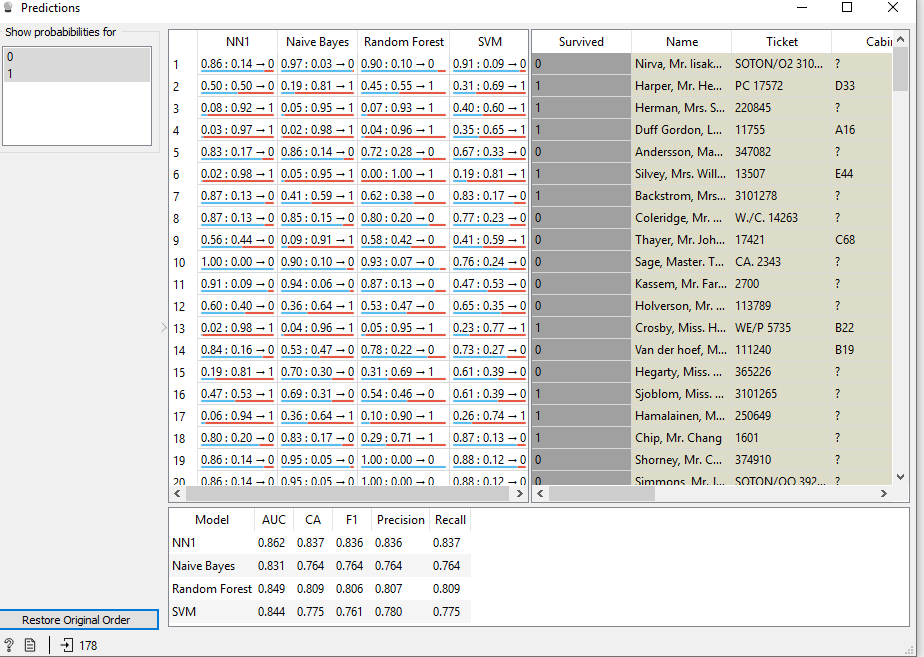 Predictions
Show probabilities for
0
1
NN1 Naive Bayes Random Forest SVM Survived Name Ticket Cabin
1 0.86 : 0.14 → 0 0.97 : 0.03 → 0 0.90 : 0.10 → 0 0.91 : 0.09 → 0 0 Nirva, Mr. Iisak... SOTON/O2 310... ?
2 0.50 : 0.50 → 0 0.19 : 0.81 → 1 0.45 : 0.55 → 1 0.31 : 0.69 → 1 1 Harper, Mr. He... PC 17572 D33
3 0.08 : 0.92 → 1 0.05 : 0.95 → 1 0.07 : 0.93 → 1 0.40 : 0.60 → 1 1 Herman, Mrs. S... 220845 ?
4 0.03 : 0.97 → 1 0.02 : 0.98 → 1 0.04 : 0.96 → 1 0.35 : 0.65 → 1 1 Duff Gordon, L... 11755 A16
5 0.83 : 0.17 → 0 0.86 : 0.14 → 0 0.72 : 0.28 → 0 0.67 : 0.33 → 0 0 Andersson, Ma... 347082 ?
6 0.02 : 0.98 → 1 0.05 : 0.95 → 1 0.00 : 1.00 → 1 0.19 : 0.81 → 1 1 Silvey, Mrs. Will... 13507 E44
7 0.87 : 0.13 → 0 0.41 : 0.59 → 1 0.62 : 0.38 → 0 0.83 : 0.17 → 0 1 Backstrom, Mrs... 3101278 ?
8 0.87 : 0.13 → 0 0.85 : 0.15 → 0 0.80 : 0.20 → 0 0.77 : 0.23 → 0 0 Coleridge, Mr. ... W./C. 14263 ?
9 0.56 : 0.44 → 0 0.09 : 0.91 → 1 0.58 : 0.42 → 0 0.41 : 0.59 → 1 0 Thayer, Mr. Joh... 17421 C68
10 1.00 : 0.00 → 0 0.90 : 0.10 → 0 0.93 : 0.07 → 0 0.76 : 0.24 → 0 0 Sage, Master. T... CA. 2343 ?
11 0.91 : 0.09 → 0 0.94 : 0.06 → 0 0.87 : 0.13 → 0 0.47 : 0.53 → 0 0 Kassem, Mr. Far... 2700 ?
12 0.60 : 0.40 → 0 0.36 : 0.64 → 1 0.53 : 0.47 → 0 0.65 : 0.35 → 0 0 Holverson, Mr. ... 113789 ?
13 0.02 : 0.98 → 1 0.04 : 0.96 → 1 0.05 : 0.95 → 1 0.23 : 0.77 → 1 1 Crosby, Miss. H... WE/P 5735 B22
14 0.84 : 0.16 → 0 0.53 : 0.47 → 0 0.78 : 0.22 → 0 0.73 : 0.27 → 0 0 Van der hoef, M... 111240 B19
15 0.19 : 0.81 → 1 0.70 : 0.30 → 0 0.31 : 0.69 → 1 0.61 : 0.39 → 0 0 Hegarty, Miss. ... 365226 ?
16 0.47 : 0.53 → 1 0.69 : 0.31 → 0 0.54 : 0.46 → 0 0.61 : 0.39 → 0 1 Sjoblom, Miss. ... 3101265 ?
17 0.06 : 0.94 → 1 0.36 : 0.64 → 1 0.10 : 0.90 → 1 0.26 : 0.74 → 1 1 Hamalainen, M... 250649 ?
18 0.80 : 0.20 → 0 0.83 : 0.17 → 0 0.29 : 0.71 → 1 0.87 : 0.13 → 0 1 Chip, Mr. Chang 1601 ?
19 0.86 : 0.14 → 0 0.95 : 0.05 → 0 1.00 : 0.00 → 0 0.88 : 0.12 → 0 0 Shorney, Mr. C... 374910 ?
20 0.86 : 0.14 → 0 0.95 : 0.05 → 0 1.00 : 0.00 → 0 0.88 : 0.12 → 0 0 Simmons, Mr. J... SOTON/OQ 392... ?
Model AUC CA F1 Precision Recall
NN1 0.862 0.837 0.836 0.836 0.837
Naive Bayes 0.831 0.764 0.764 0.764 0.764
Random Forest 0.849 0.809 0.806 0.807 0.809
SVM 0.844 0.775 0.761 0.780 0.775
Restore Original Order
? 178